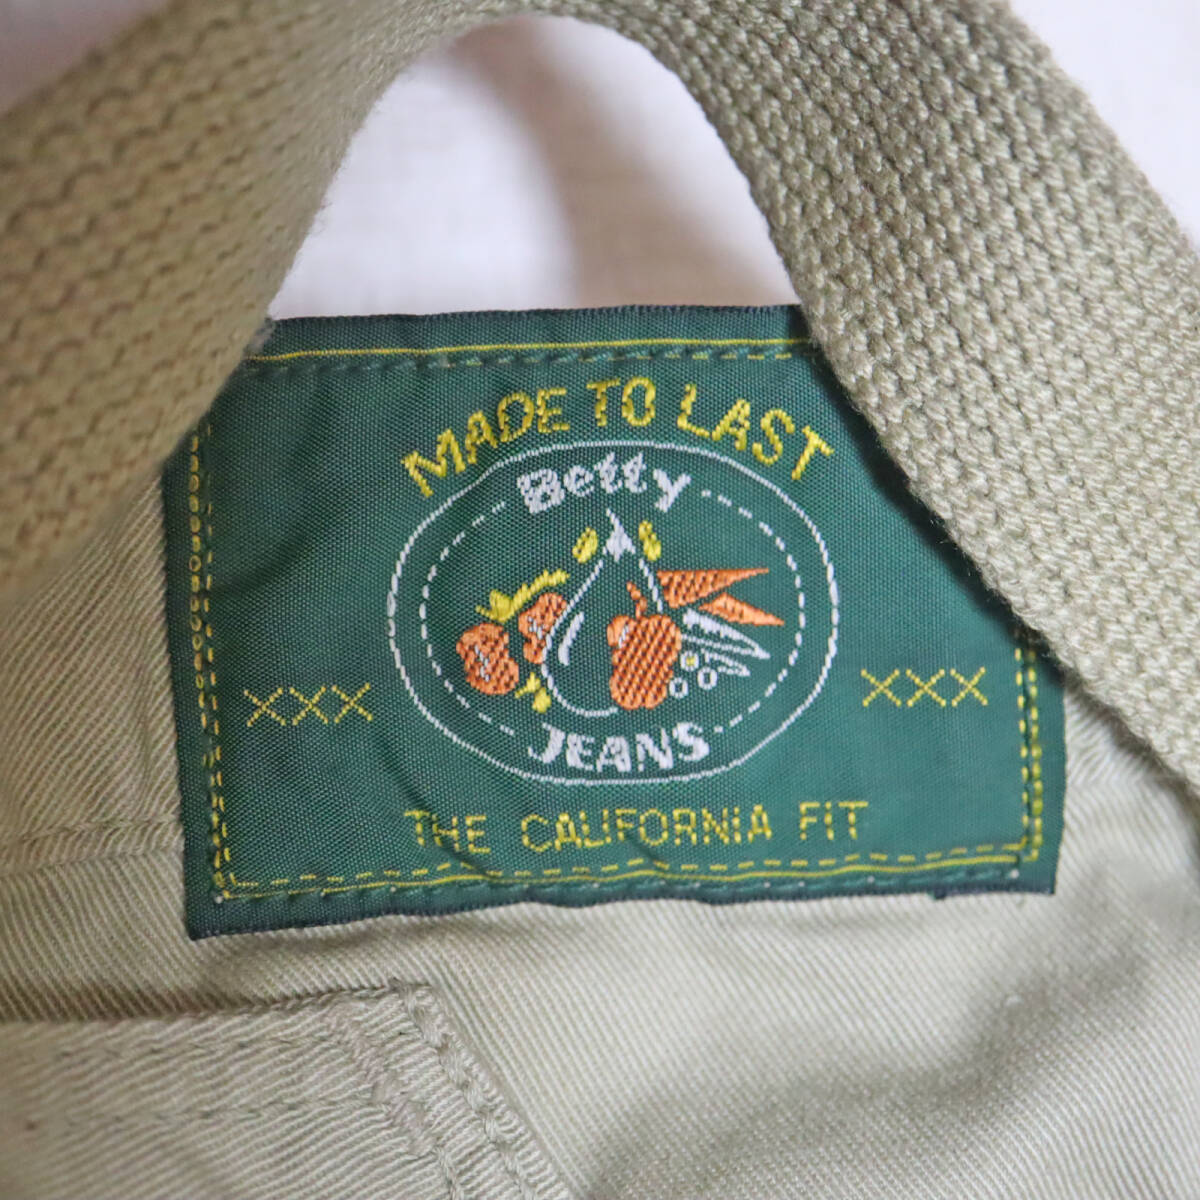 MADE TO LAST
Betty
XXX XXX
JEANS
THE CALIFORNIA FIT